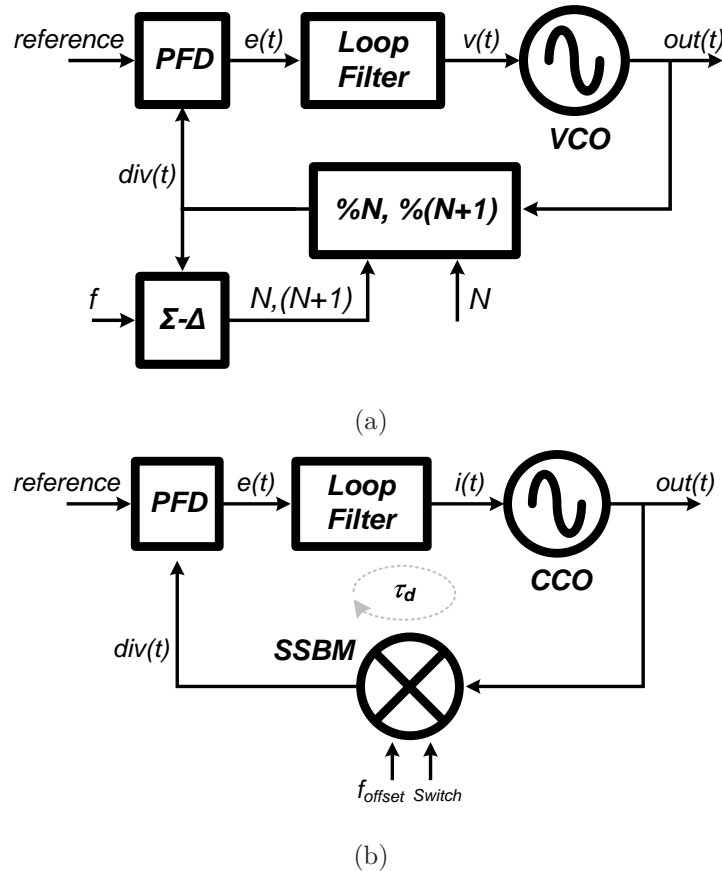 reference
PFD
e(t)
Loop
Filter
v(t)
out(t)
VCO
div(t)
%N, %(N+1)
f
Σ-Δ
N,(N+1)
N
(a)
reference
PFD
e(t)
Loop
Filter
i(t)
out(t)
CCO
τd
SSBM
div(t)
foffset
Switch
(b)